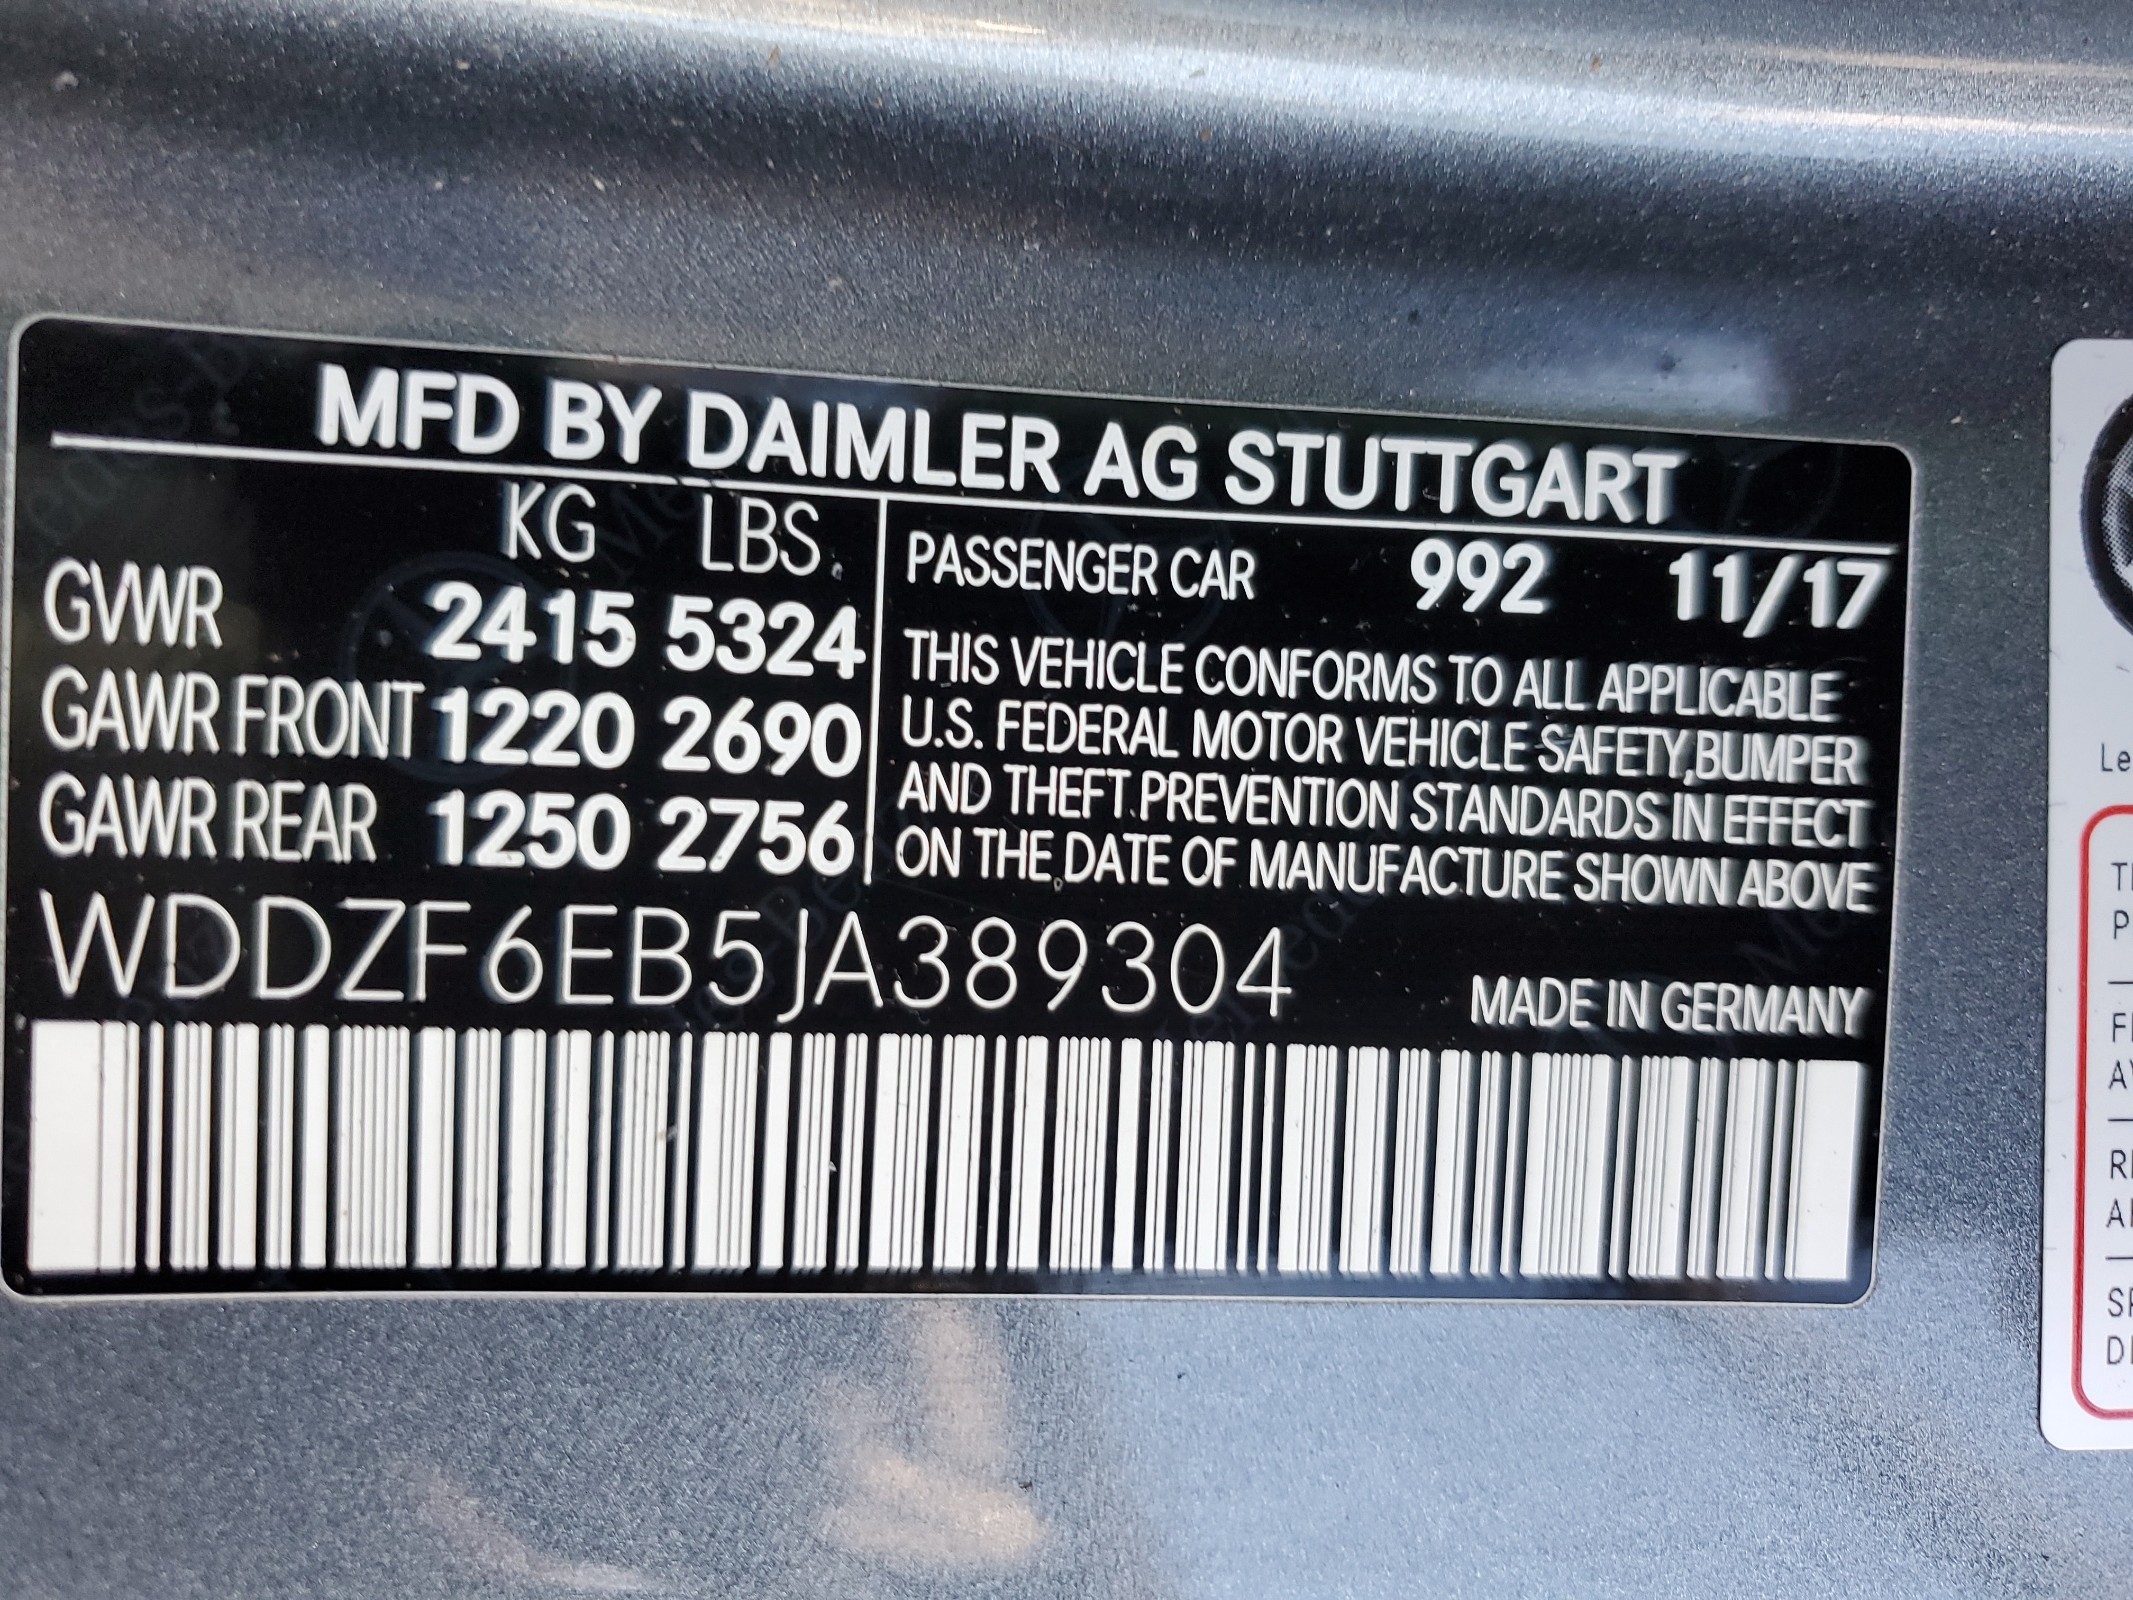 MFD BY DAIMLER AG STUTTGART
KG LBS
GVWR 2415 5324
GAWR FRONT 1220 2690
GAWR REAR 1250 2756
PASSENGER CAR 992 11/17
THIS VEHICLE CONFORMS TO ALL APPLICABLE
U.S. FEDERAL MOTOR VEHICLE SAFETY,BUMPER
AND THEFT PREVENTION STANDARDS IN EFFECT
ON THE DATE OF MANUFACTURE SHOWN ABOVE
WDDZF6EB5JA389304
MADE IN GERMANY